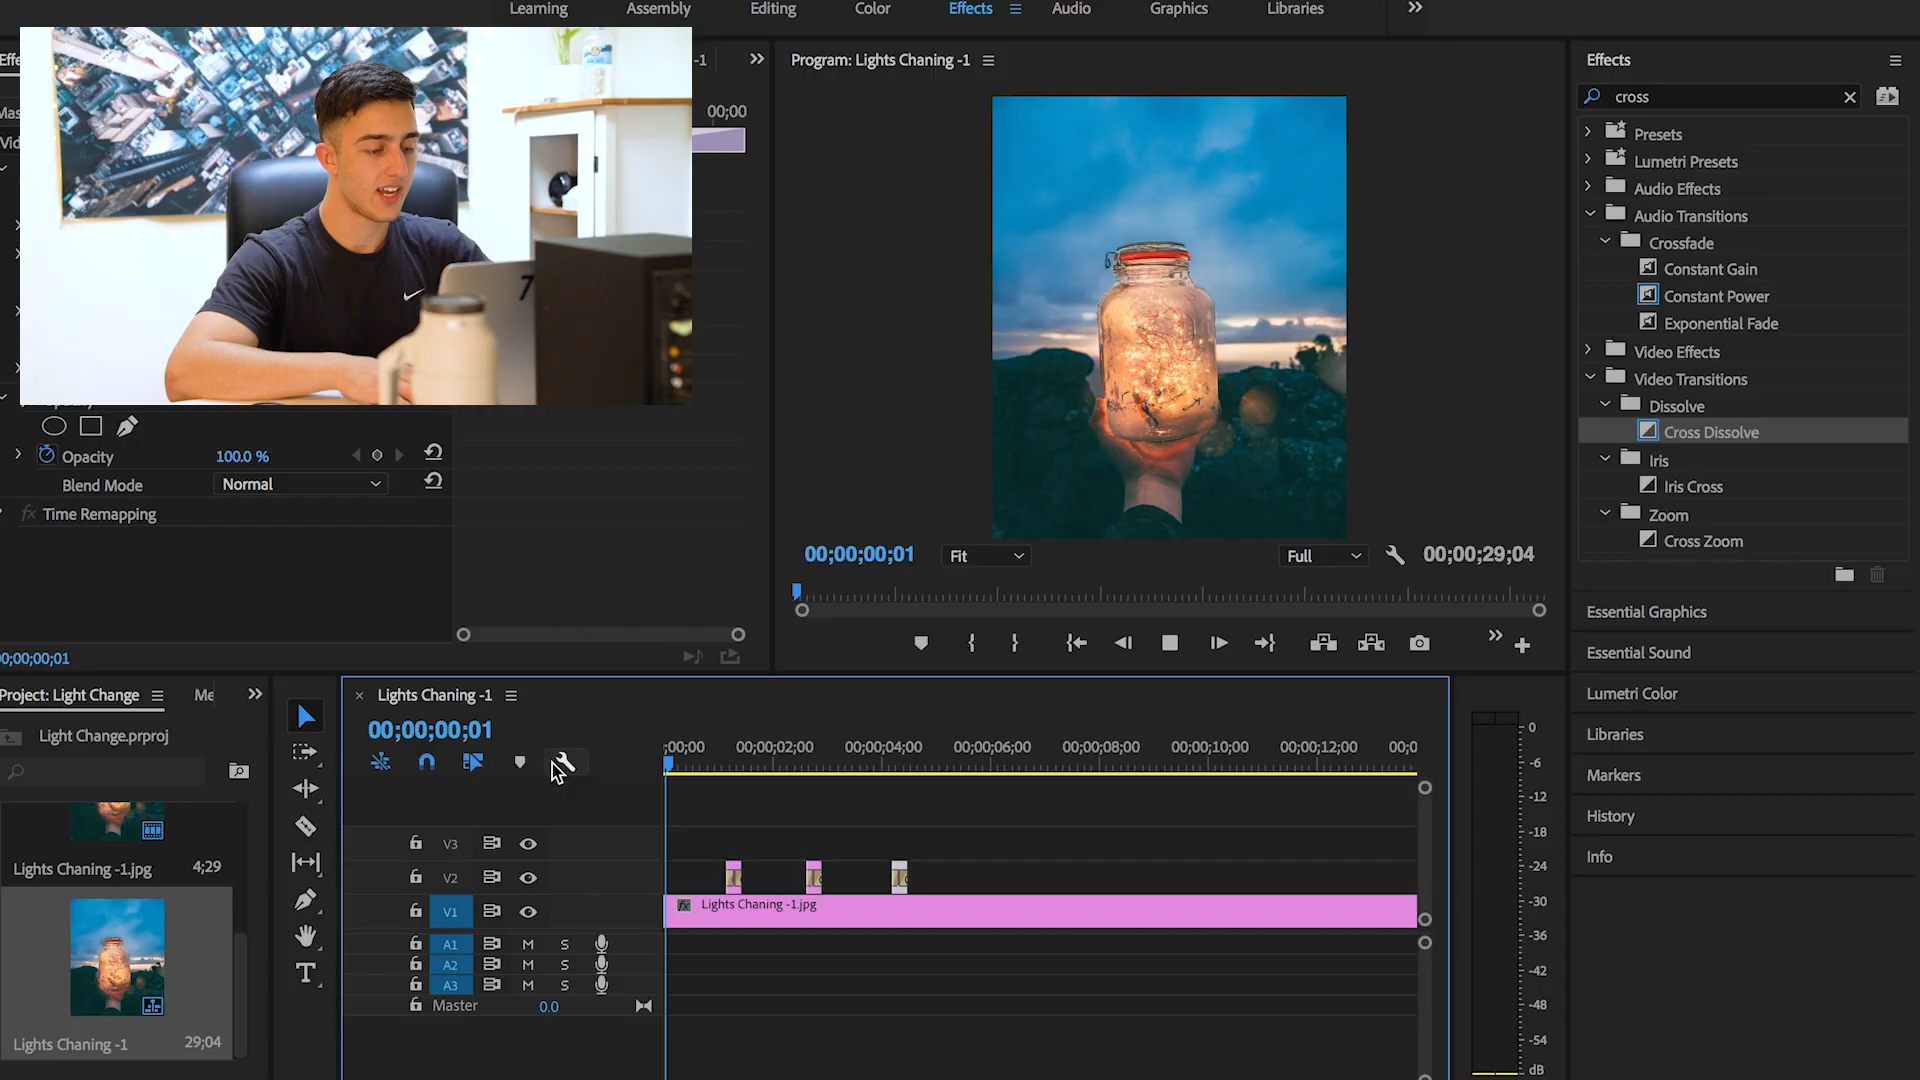 Learning Assembly Editing Color Effects Audio Graphics Libraries
-1
00;00
7
Program: Lights Chaning -1
Effects
cross
Presets
Lumetri Presets
Audio Effects
Audio Transitions
Crossfade
Constant Gain
Constant Power
Exponential Fade
Video Effects
Video Transitions
Dissolve
Cross Dissolve
Iris
Iris Cross
Zoom
Cross Zoom
Opacity 100.0 %
Blend Mode Normal
fx Time Remapping
00;00;00;01 Fit Full 00;00;29;04
Essential Graphics
Essential Sound
Lumetri Color
Libraries
Markers
History
Info
0;00;00;01
Project: Light Change Me
Light Change.prproj
Lights Chaning -1.jpg 4;29
Lights Chaning -1 29;04
Lights Chaning -1
00;00;00;01
;00;00 00;00;02;00 00;00;04;00 00;00;06;00 00;00;08;00 00;00;10;00 00;00;12;00 00;0
V3
V2
V1
fx Lights Chaning -1.jpg
A1 M S
A2 M S
A3 M S
Master 0.0
0
-6
-12
-18
-24
-30
-36
-42
-48
-54
dB